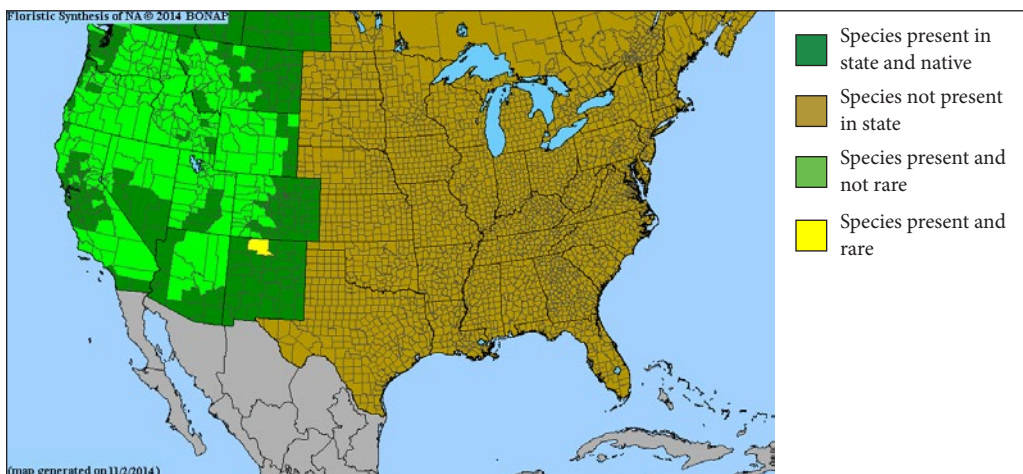 Floristic Synthesis of NA © 2014 BONAP
Species present in
state and native
Species not present
in state
Species present and
not rare
Species present and
rare
(map generated on 11/2/2014 )